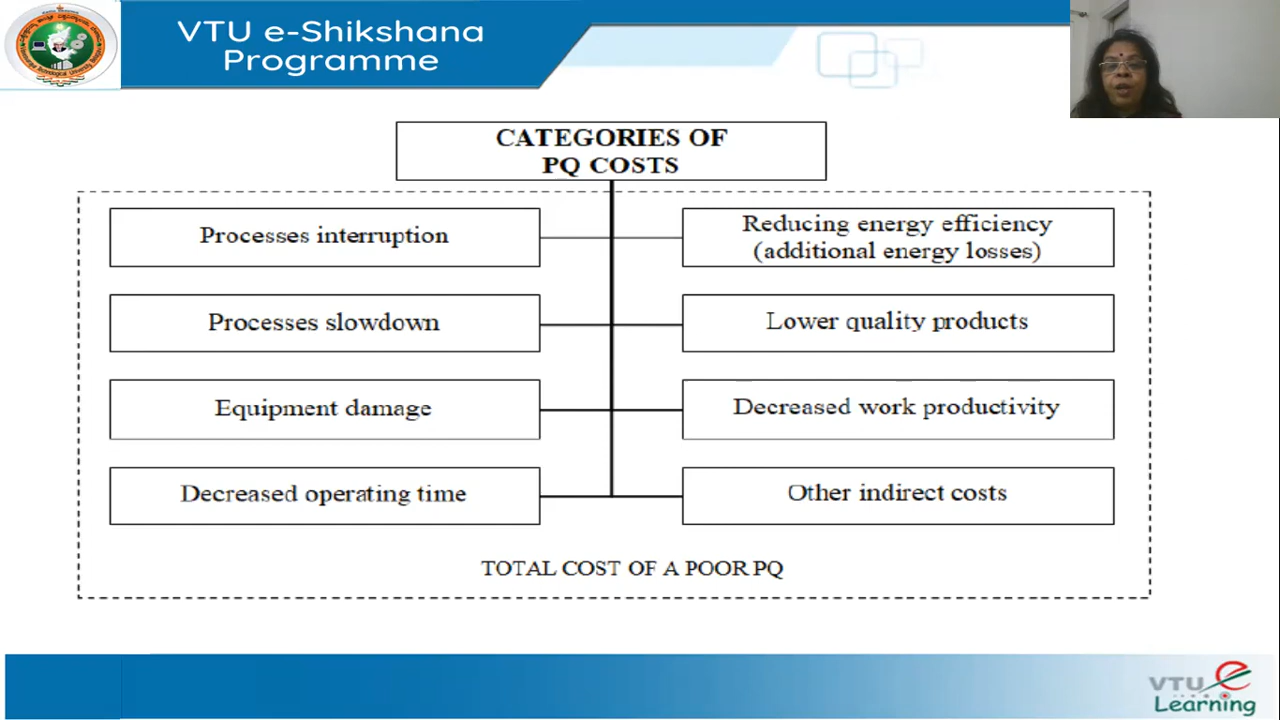 VTU e-Shikshana
Programme
CATEGORIES OF
PQ COSTS
Processes interruption
Reducing energy efficiency
(additional energy losses)
Processes slowdown
Lower quality products
Equipment damage
Decreased work productivity
Decreased operating time
Other indirect costs
TOTAL COST OF A POOR PQ
VTU e
Learning